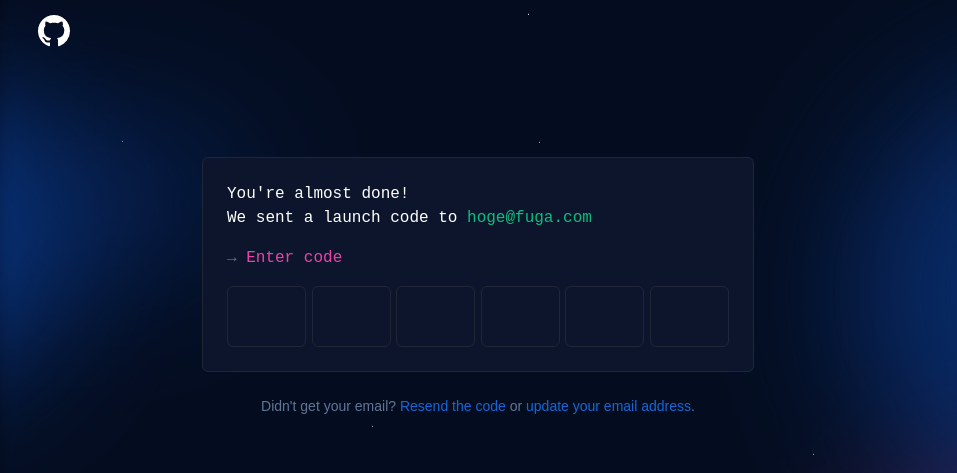 You're almost done!
We sent a launch code to hoge@fuga.com
→ Enter code
Didn't get your email? Resend the code or update your email address.